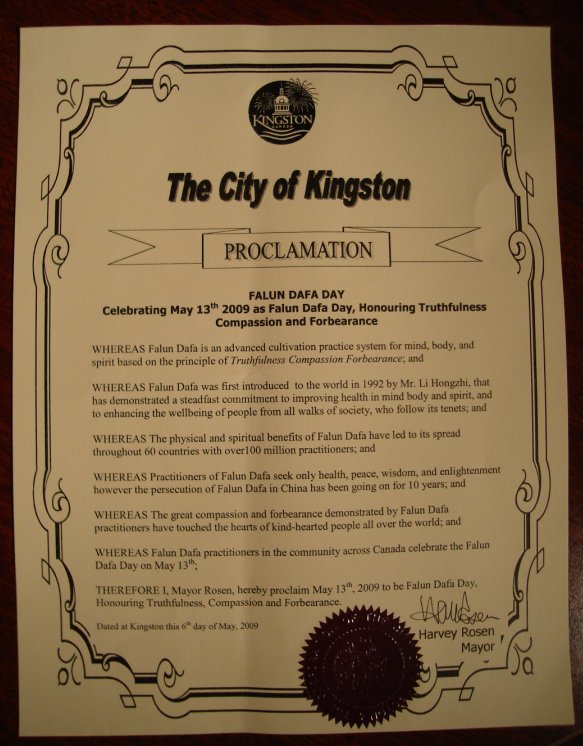 KINGSTON
CANADA
The City of Kingston
PROCLAMATION
FALUN DAFA DAY
Celebrating May 13th 2009 as Falun Dafa Day, Honouring Truthfulness
Compassion and Forbearance
WHEREAS Falun Dafa is an advanced cultivation practice system for mind, body, and
spirit based on the principle of Truthfulness Compassion Forbearance; and
WHEREAS Falun Dafa was first introduced to the world in 1992 by Mr. Li Hongzhi, that
has demonstrated a steadfast commitment to improving health in mind body and spirit, and
to enhancing the wellbeing of people from all walks of society, who follow its tenets; and
WHEREAS The physical and spiritual benefits of Falun Dafa have led to its spread
throughout 60 countries with over100 million practitioners; and
WHEREAS Practitioners of Falun Dafa seek only health, peace, wisdom, and enlightenment
however the persecution of Falun Dafa in China has been going on for 10 years; and
WHEREAS The great compassion and forbearance demonstrated by Falun Dafa
practitioners have touched the hearts of kind-hearted people all over the world; and
WHEREAS Falun Dafa practitioners in the community across Canada celebrate the Falun
Dafa Day on May 13th;
THEREFORE I, Mayor Rosen, hereby proclaim May 13th, 2009 to be Falun Dafa Day,
Honouring Truthfulness, Compassion and Forbearance.
Dated at Kingston this 6th day of May, 2009
Harvey Rosen
Mayor